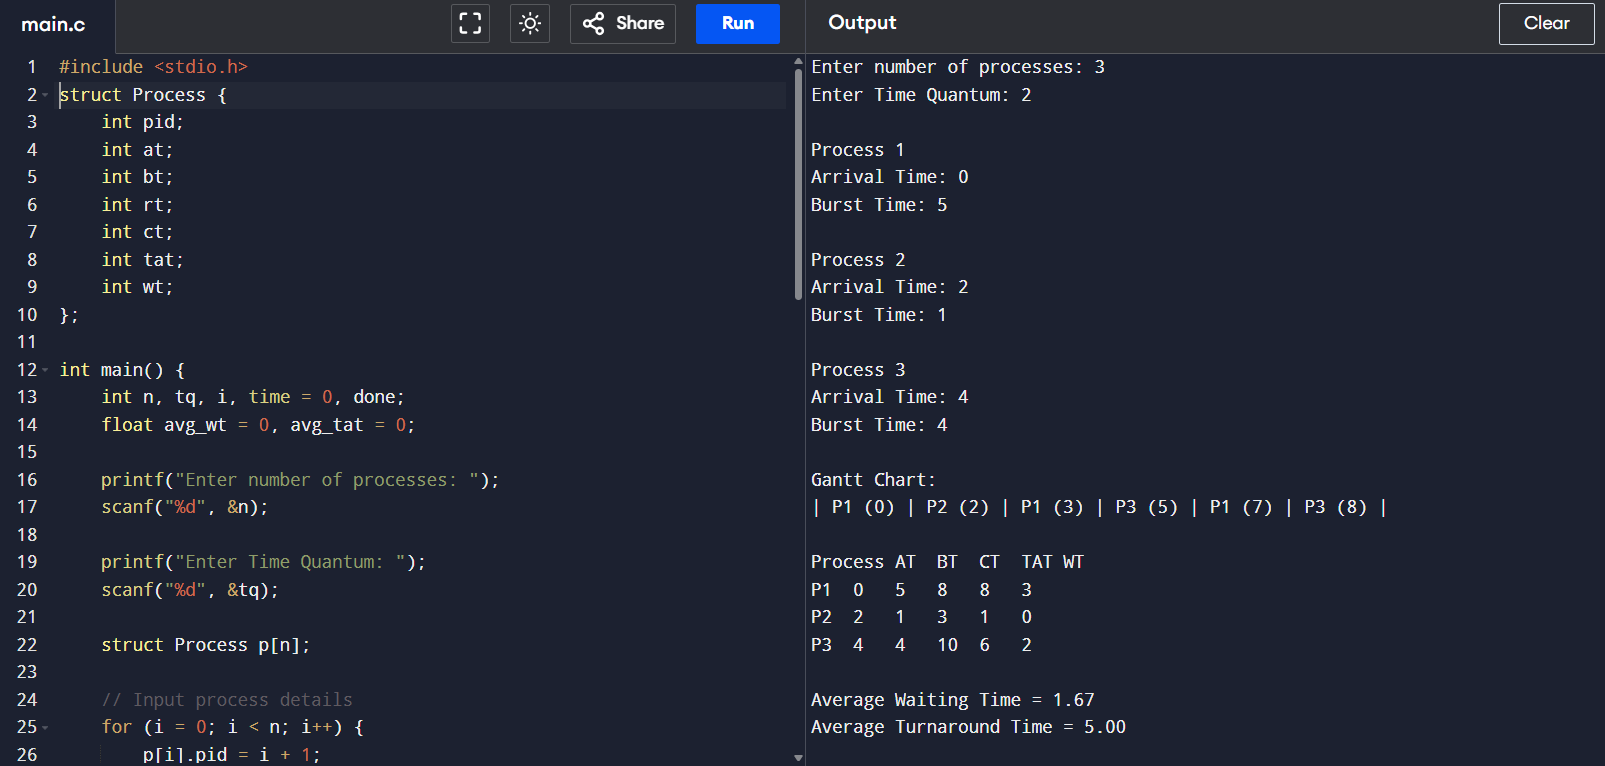 main.c
Share
Run
Output
Clear
1 #include <stdio.h>
2 struct Process {
3     int pid;
4     int at;
5     int bt;
6     int rt;
7     int ct;
8     int tat;
9     int wt;
10 };
11
12 int main() {
13     int n, tq, i, time = 0, done;
14     float avg_wt = 0, avg_tat = 0;
15
16     printf("Enter number of processes: ");
17     scanf("%d", &n);
18
19     printf("Enter Time Quantum: ");
20     scanf("%d", &tq);
21
22     struct Process p[n];
23
24     // Input process details
25     for (i = 0; i < n; i++) {
26         p[i].pid = i + 1;
Enter number of processes: 3
Enter Time Quantum: 2
Process 1
Arrival Time: 0
Burst Time: 5
Process 2
Arrival Time: 2
Burst Time: 1
Process 3
Arrival Time: 4
Burst Time: 4
Gantt Chart:
| P1 (0) | P2 (2) | P1 (3) | P3 (5) | P1 (7) | P3 (8) |
Process AT  BT  CT  TAT WT
P1  0   5   8   8   3
P2  2   1   3   1   0
P3  4   4   10  6   2
Average Waiting Time = 1.67
Average Turnaround Time = 5.00